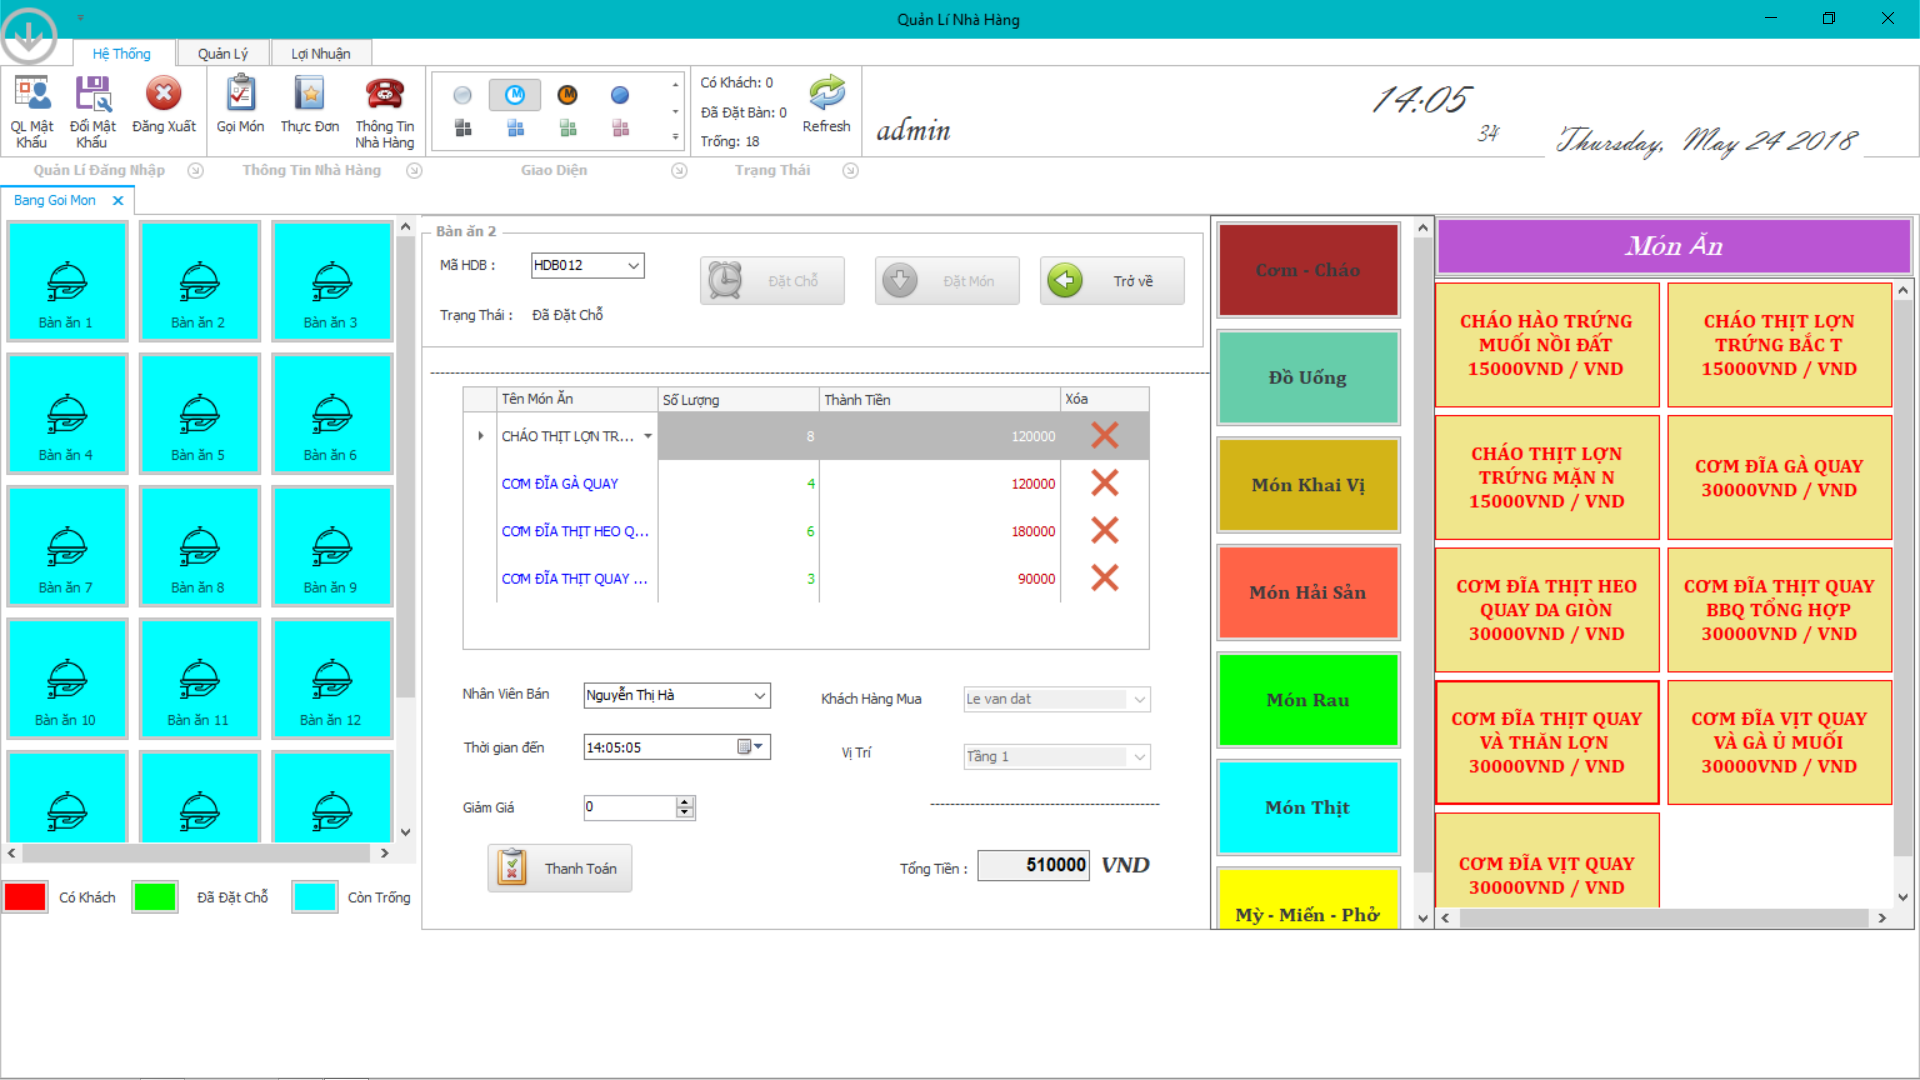 Quản Lí Nhà Hàng
Hệ Thống
Quản Lý
Lợi Nhuận
QL Mật
Khẩu
Đổi Mật
Khẩu
Đăng Xuất
Gọi Món
Thực Đơn
Thông Tin
Nhà Hàng
Có Khách: 0
Đã Đặt Bàn: 0
Trống: 18
Refresh
admin
14:05
34
Thursday, May 24 2018
Quản Lí Đăng Nhập
Thông Tin Nhà Hàng
Giao Diện
Trạng Thái
Bang Goi Mon
Bàn ăn 1
Bàn ăn 2
Bàn ăn 3
Bàn ăn 4
Bàn ăn 5
Bàn ăn 6
Bàn ăn 7
Bàn ăn 8
Bàn ăn 9
Bàn ăn 10
Bàn ăn 11
Bàn ăn 12
Có Khách
Đã Đặt Chỗ
Còn Trống
Bàn ăn 2
Mã HDB :
HDB012
Đặt Chỗ
Đặt Món
Trở về
Trạng Thái :
Đã Đặt Chỗ
Tên Món Ăn
Số Lượng
Thành Tiền
Xóa
CHÁO THỊT LỢN TR...
8
120000
CƠM ĐĨA GÀ QUAY
4
120000
CƠM ĐĨA THỊT HEO Q...
6
180000
CƠM ĐĨA THỊT QUAY ...
3
90000
Nhân Viên Bán
Nguyễn Thị Hà
Khách Hàng Mua
Le van dat
Thời gian đến
14:05:05
Vị Trí
Tầng 1
Giảm Giá
0
Thanh Toán
Tổng Tiền :
510000
VND
Cơm - Cháo
Đồ Uống
Món Khai Vị
Món Hải Sản
Món Rau
Món Thịt
Mỳ - Miến - Phở
Món Ăn
CHÁO HÀO TRỨNG
MUỐI NỒI ĐẤT
15000VND / VND
CHÁO THỊT LỢN
TRỨNG BẮC T
15000VND / VND
CHÁO THỊT LỢN
TRỨNG MẶN N
15000VND / VND
CƠM ĐĨA GÀ QUAY
30000VND / VND
CƠM ĐĨA THỊT HEO
QUAY DA GIÒN
30000VND / VND
CƠM ĐĨA THỊT QUAY
BBQ TỔNG HỢP
30000VND / VND
CƠM ĐĨA THỊT QUAY
VÀ THĂN LỢN
30000VND / VND
CƠM ĐĨA VỊT QUAY
VÀ GÀ Ủ MUỐI
30000VND / VND
CƠM ĐĨA VỊT QUAY
30000VND / VND